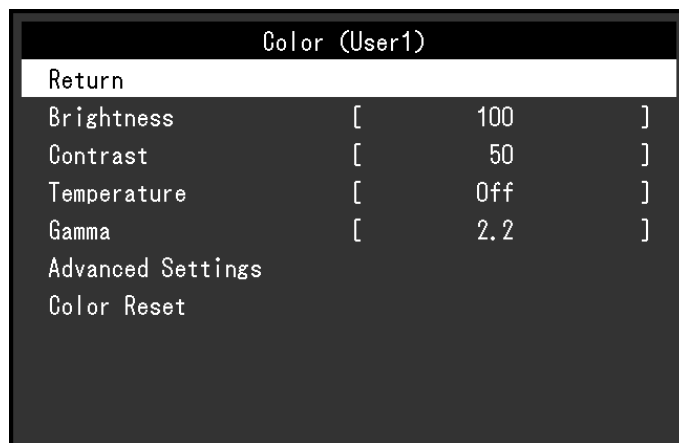 Color (User1)
Return
Brightness [ 100 ]
Contrast [ 50 ]
Temperature [ Off ]
Gamma [ 2.2 ]
Advanced Settings
Color Reset